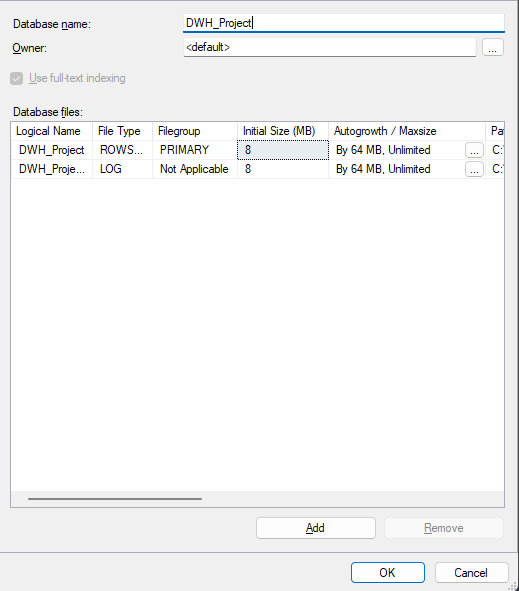 Database name: DWH_Project
Owner: <default> ...
Use full-text indexing
Database files:
Logical Name File Type Filegroup Initial Size (MB) Autogrowth / Maxsize Pa
DWH_Project ROWS... PRIMARY 8 By 64 MB, Unlimited ... C:
DWH_Proje... LOG Not Applicable 8 By 64 MB, Unlimited ... C:
Add Remove
OK Cancel